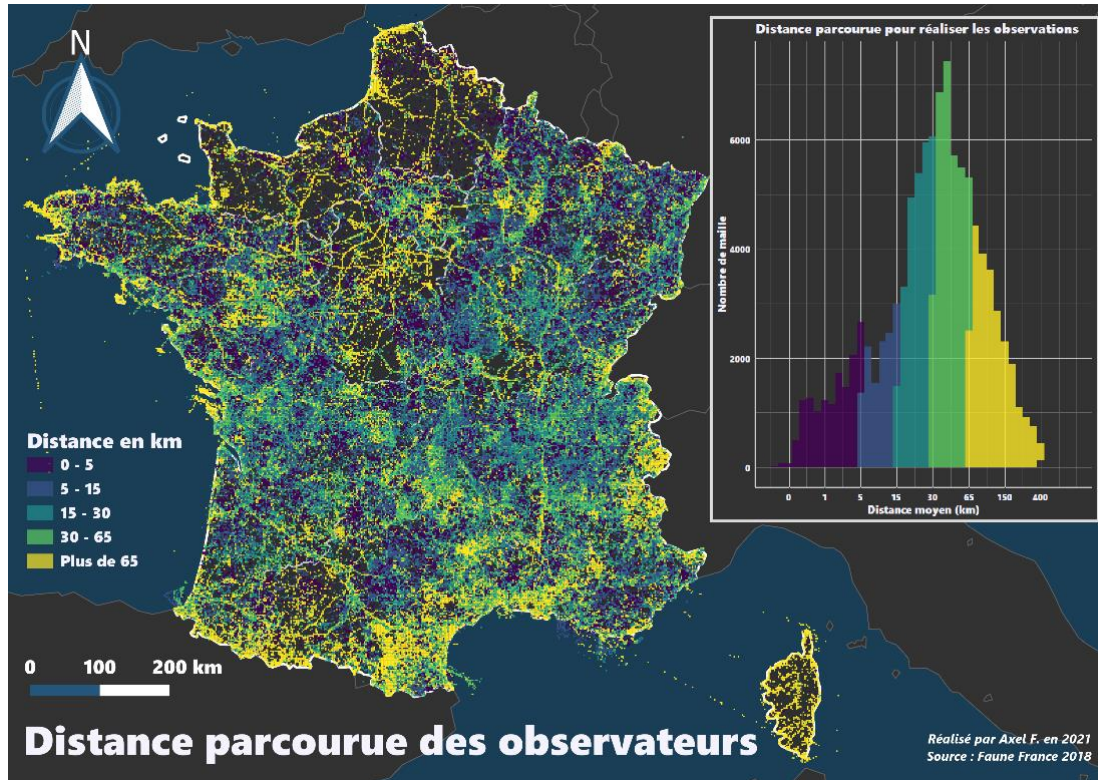 N
Distance parcourue pour réaliser les observations
Nombre de maille
6000
4000
2000
0
0 1 5 15 30 65 150 400
Distance moyen (km)
Distance en km
0 - 5
5 - 15
15 - 30
30 - 65
Plus de 65
0 100 200 km
Distance parcourue des observateurs
Réalisé par Axel F. en 2021
Source : Faune France 2018